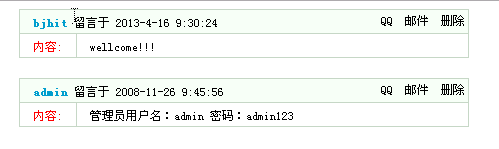 bjhit 留言于 2013-4-16 9:30:24 QQ 邮件 删除
内容: wellcome!!!
admin 留言于 2008-11-26 9:45:56 QQ 邮件 删除
内容: 管理员用户名：admin 密码：admin123